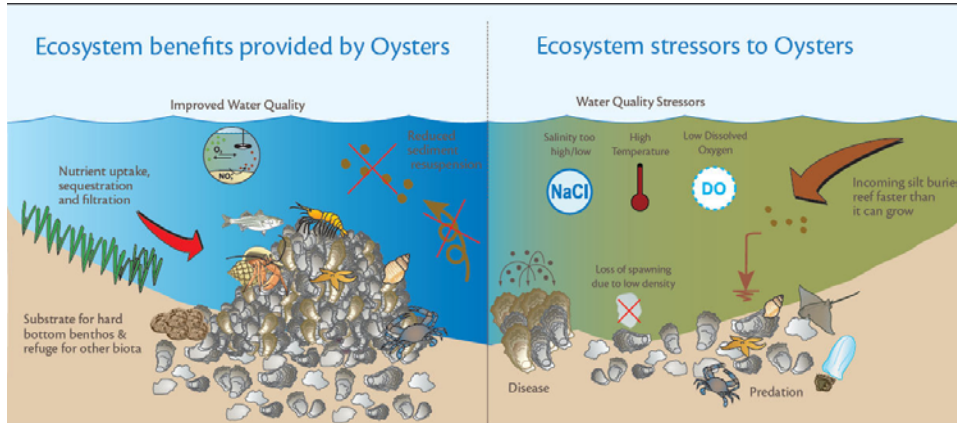 Ecosystem benefits provided by Oysters
Improved Water Quality
O₂
NOₓ
Reduced
sediment
resuspension
Nutrient uptake,
sequestration
and filtration
Substrate for hard
bottom benthos &
refuge for other biota
Ecosystem stressors to Oysters
Water Quality Stressors
Salinity too
high/low
NaCl
High
Temperature
Low Dissolved
Oxygen
DO
Incoming silt buries
reef faster than
it can grow
Loss of spawning
due to low density
Disease
Predation